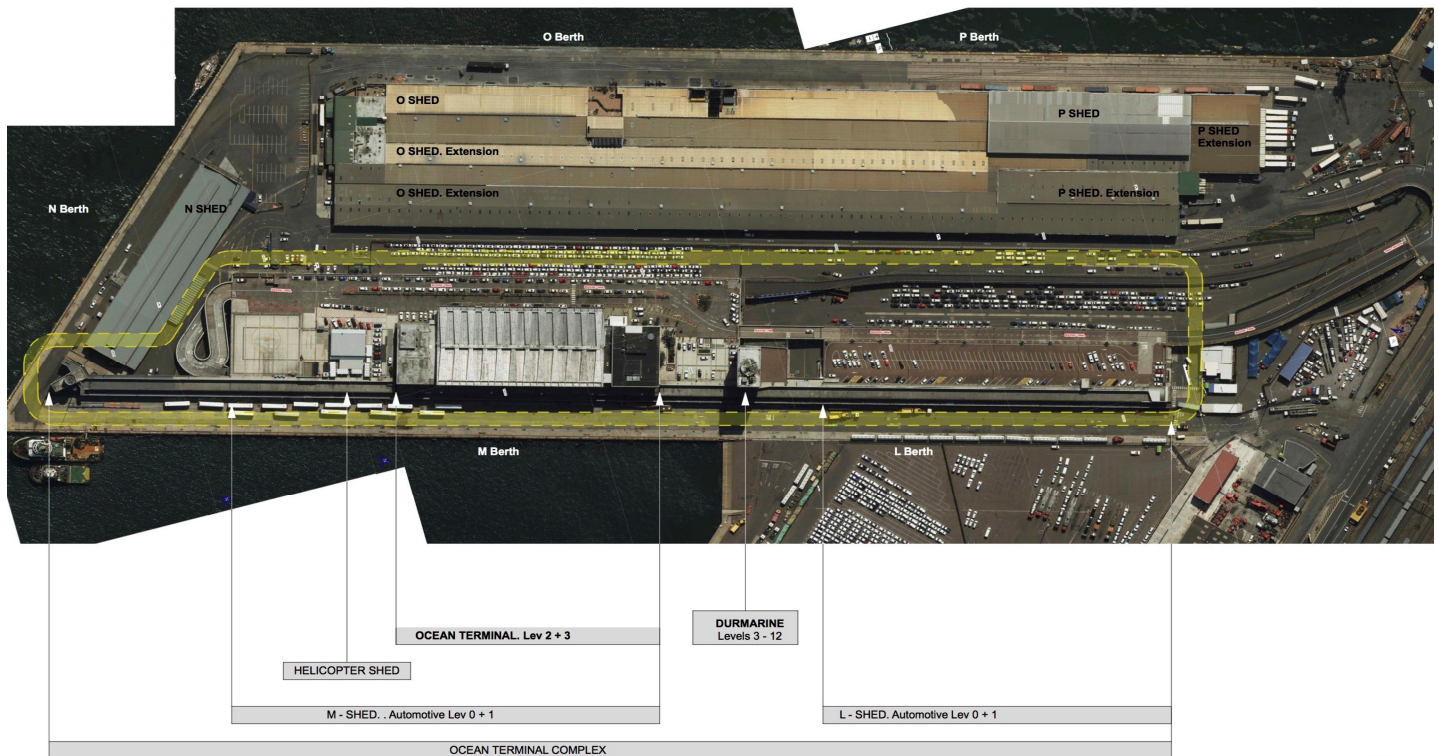 O Berth
P Berth
O SHED
P SHED
P SHED
Extension
O SHED. Extension
O SHED. Extension
P SHED. Extension
N Berth
N SHED
M Berth
L Berth
OCEAN TERMINAL. Lev 2 + 3
DURMARINE
Levels 3 - 12
HELICOPTER SHED
M - SHED. . Automotive Lev 0 + 1
L - SHED. Automotive Lev 0 + 1
OCEAN TERMINAL COMPLEX